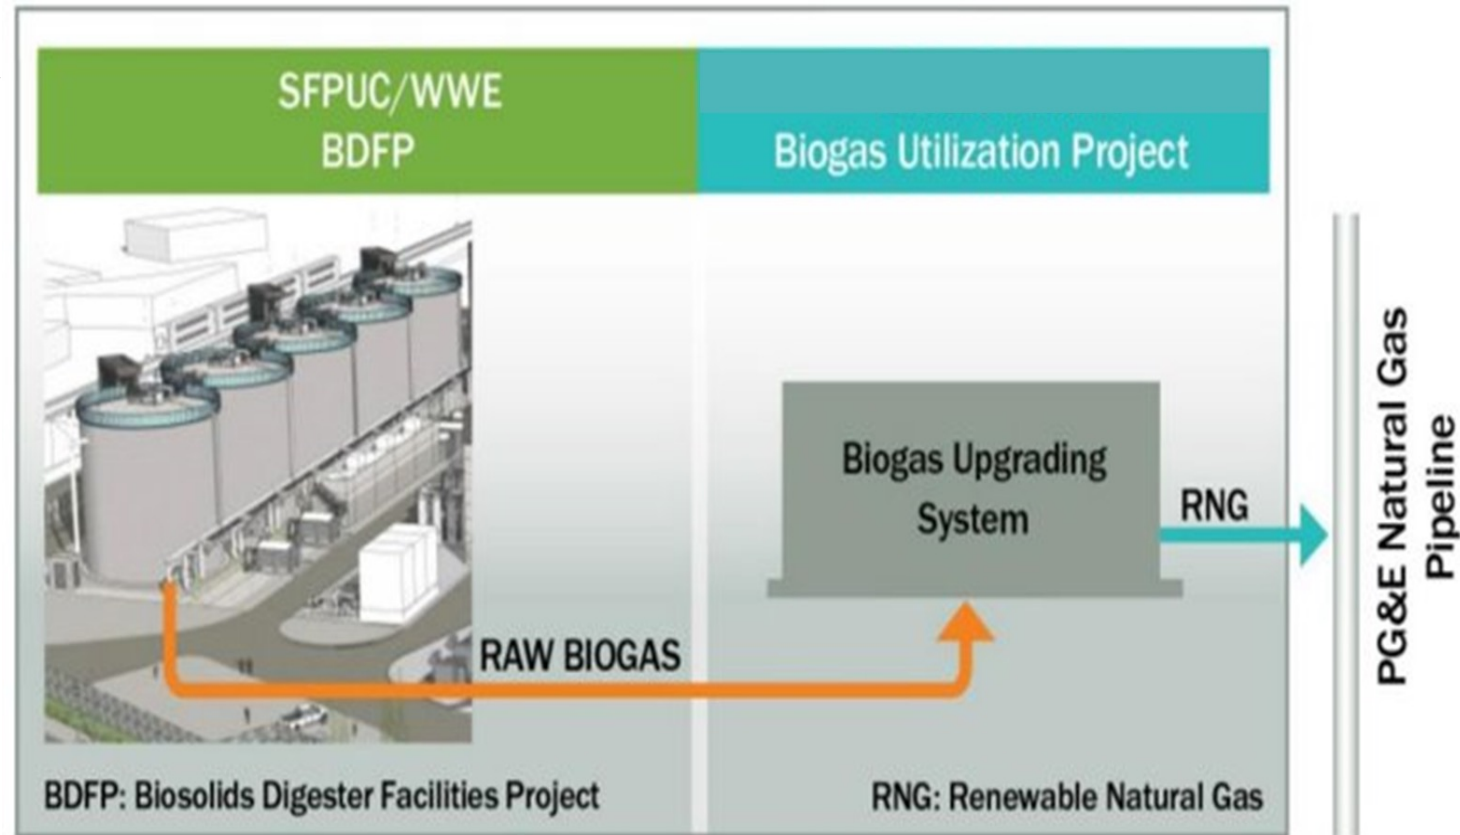 SFPUC/WWE
BDFP
Biogas Utilization Project
Biogas Upgrading
System
RNG
RAW BIOGAS
PG&E Natural Gas
Pipeline
BDFP: Biosolids Digester Facilities Project
RNG: Renewable Natural Gas